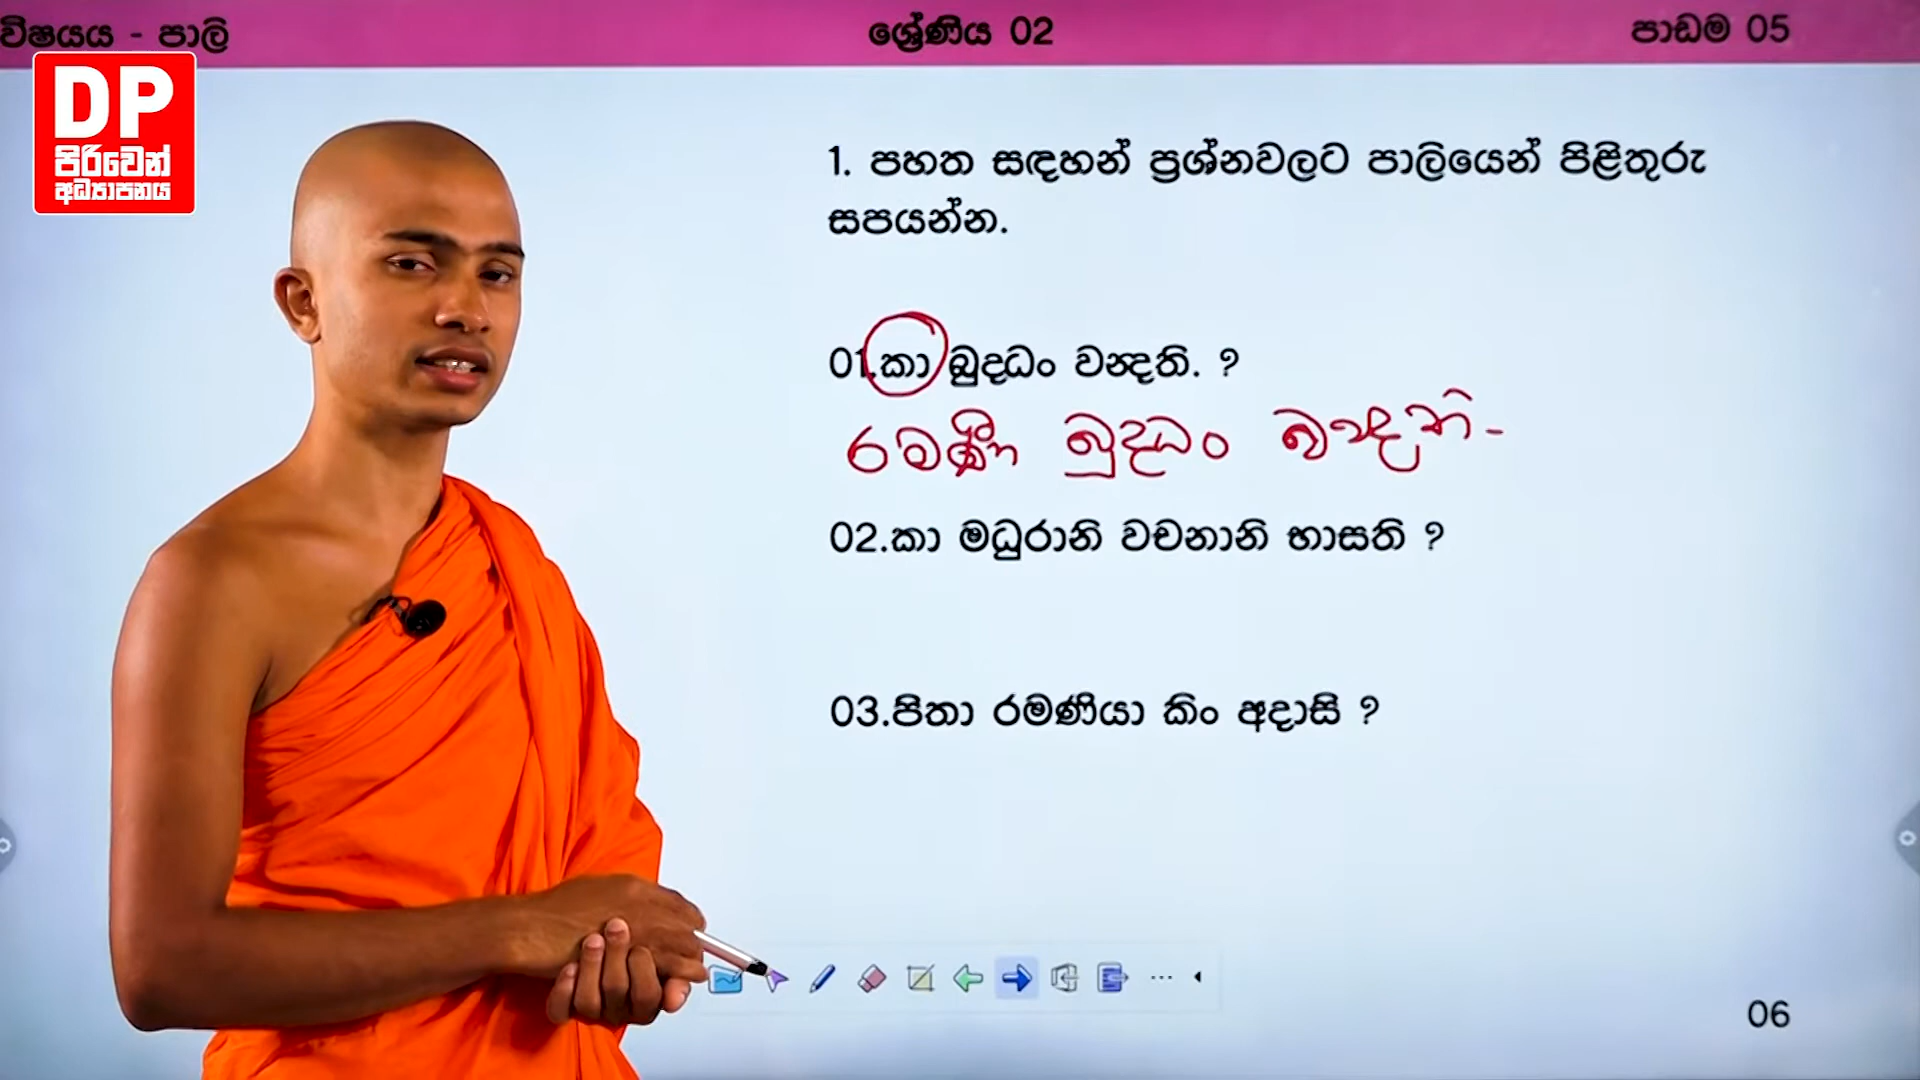 විෂයය - පාලි
ශ්‍රේණිය 02
පාඩම 05
DP
පිරිවෙන්
අධ්‍යාපනය
1. පහත සඳහන් ප්‍රශ්නවලට පාලියෙන් පිළිතුරු
සපයන්න.
01.කා බුද්ධං වන්දති. ?
රමණී බුද්ධං වන්දති -
02.කා මධුරානි වචනානි භාසති ?
03.පිතා රමණියා කිං අදාසි ?
06